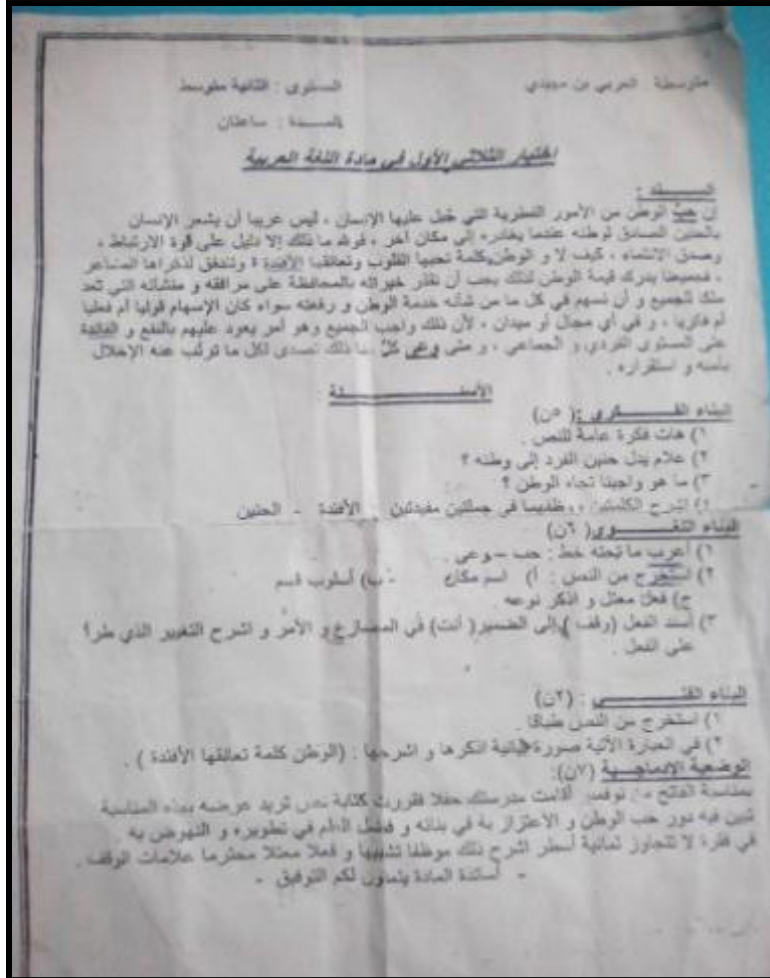 متوسطة العربي بن مهيدي المستوى : الثانية متوسط
المدة : ساعتان
اختبار الثلاثي الأول في مادة اللغة العربية
السند :
إن حب الوطن من الأمور الفطرية التي جبل عليها الإنسان ، ليس غريبا أن يشعر الإنسان
بالحنين الصادق لوطنه عندما يغادره إلى مكان آخر ، فو ما ذلك إلا دليل على قوة الارتباط ،
وصدق الانتماء ، كيف لا و الوطن كلمة تحبها القلوب وتعانقها الأفئدة و تتدفق لذكراها المشاعر
، فجميعنا يدرك قيمة الوطن لذلك يجب أن نقدر خيراته بالمحافظة على مرافقه و منشآته التي تعد
ملك للجميع و أن نسهم في كل ما من شأنه خدمة الوطن و رفعته سواء كان الإسهام قوليا أم فعليا
أم فكريا ، و في أي مجال أو ميدان ، لأن ذلك واجب الجميع وهو أمر يعود عليهم بالنفع و الفائدة
على المستوى الفردي و الجماعي ، و متى وعى كل منا ذلك تصدى لكل ما ترتب عنه الإخلال
بأمنه و استقراره .
الأسئلة :
البناء الفكري : (٥ن)
١) هات فكرة عامة للنص .
٢) علام يدل حنين الفرد إلى وطنه ؟
٣) ما هو واجبنا تجاه الوطن ؟
٤) اشرح الكلمتين و وظفهما في جملتين مفيدتين الأفئدة - الحنين
البناء اللغوي (٦ن)
١) أعرب ما تحته خط : حب – وعى .
٢) استخرج من النص : أ) اسم مكان - ب) أسلوب قسم
ج) فعل معتل و اذكر نوعه .
٣) أسند الفعل (وقف) إلى الضمير (أنت) في المضارع و الأمر و اشرح التغيير الذي طرأ
على الفعل .
البناء الفني : (٢ن)
١) استخرج من النص طباقا .
٢) في العبارة الآتية صورة بيانية اذكرها و اشرحها : (الوطن كلمة تعانقها الأفئدة ) .
الوضعية الإدماجية (٧ن):
بمناسبة الفاتح من نوفمبر أقامت مدرستك حفلا فقررت كتابة نص تريد عرضه بهذه المناسبة
تبين فيه دور حب الوطن و الاعتزاز به في بنائه و فضل العلم في تطويره و النهوض به
في فقرة لا تتجاوز ثمانية أسطر اشرح ذلك موظفا تشبيها و فعلا معتلا محترما علامات الوقف .
- أساتذة المادة يتمنون لكم التوفيق -